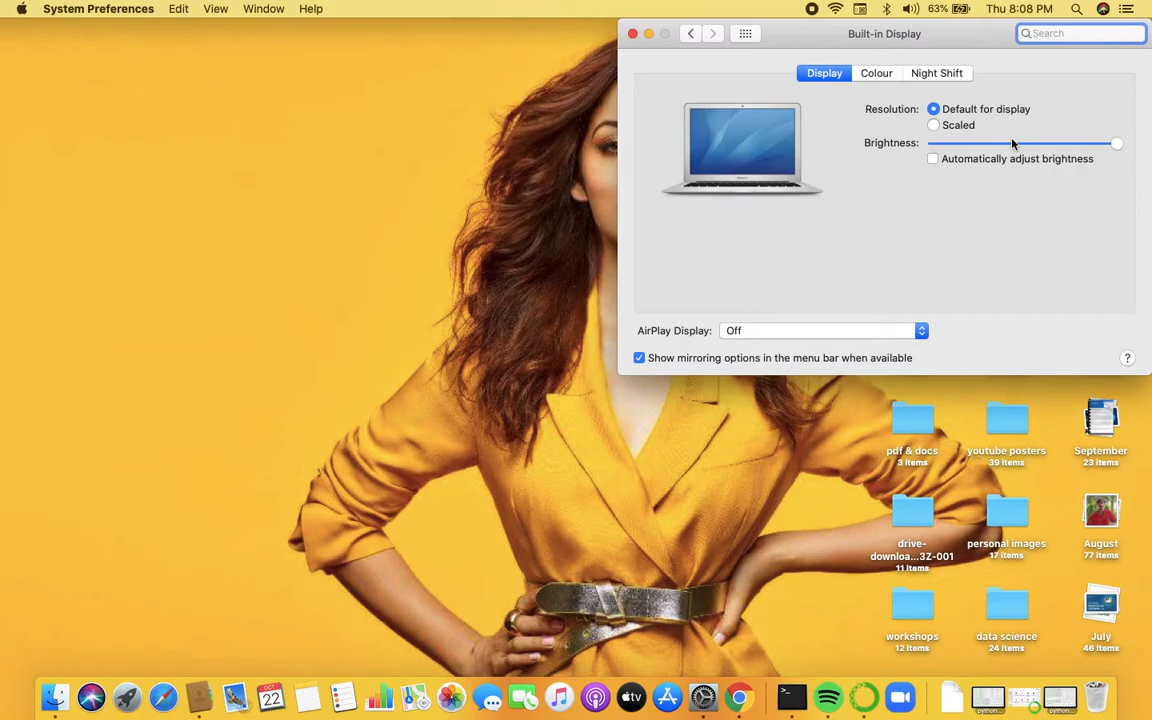 System Preferences Edit View Window Help 63% Thu 8:08 PM
Built-in Display
Search
Display Colour Night Shift
Resolution: Default for display
Scaled
Brightness:
Automatically adjust brightness
AirPlay Display: Off
Show mirroring options in the menu bar when available
?
pdf & docs
3 items
youtube posters
39 items
September
23 items
drive-
downloa...3Z-001
11 items
personal images
17 items
August
77 items
workshops
12 items
data science
24 items
July
46 items
OCT
22
tv